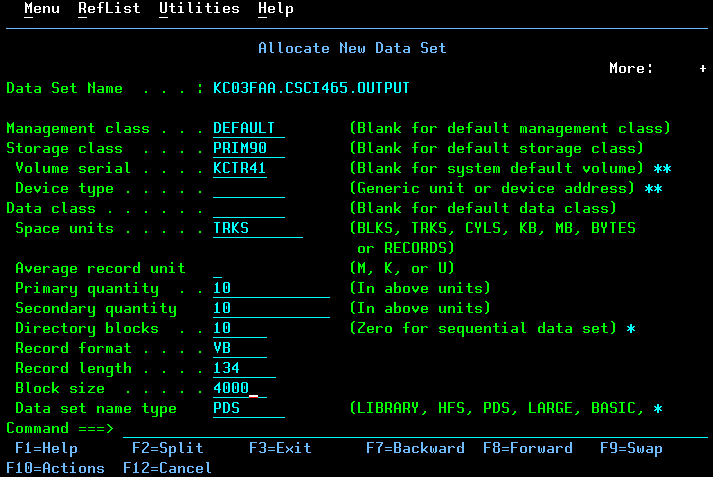 Menu  RefList  Utilities  Help
Allocate New Data Set
More:     +
Data Set Name  . . . : KC03FAA.CSCI465.OUTPUT
Management class . . . DEFAULT        (Blank for default management class)
Storage class  . . . . PRIM90         (Blank for default storage class)
Volume serial . . . . KCTR41         (Blank for system default volume) **
Device type . . . . .                (Generic unit or device address) **
Data class . . . . . .                (Blank for default data class)
Space units . . . . . TRKS           (BLKS, TRKS, CYLS, KB, MB, BYTES
or RECORDS)
Average record unit   _              (M, K, or U)
Primary quantity  . . 10             (In above units)
Secondary quantity    10             (In above units)
Directory blocks  . . 10             (Zero for sequential data set) *
Record format . . . . VB
Record length . . . . 134
Block size  . . . . . 4000_
Data set name type    PDS            (LIBRARY, HFS, PDS, LARGE, BASIC, *
Command ===>
F1=Help      F2=Split     F3=Exit      F7=Backward  F8=Forward   F9=Swap
F10=Actions  F12=Cancel